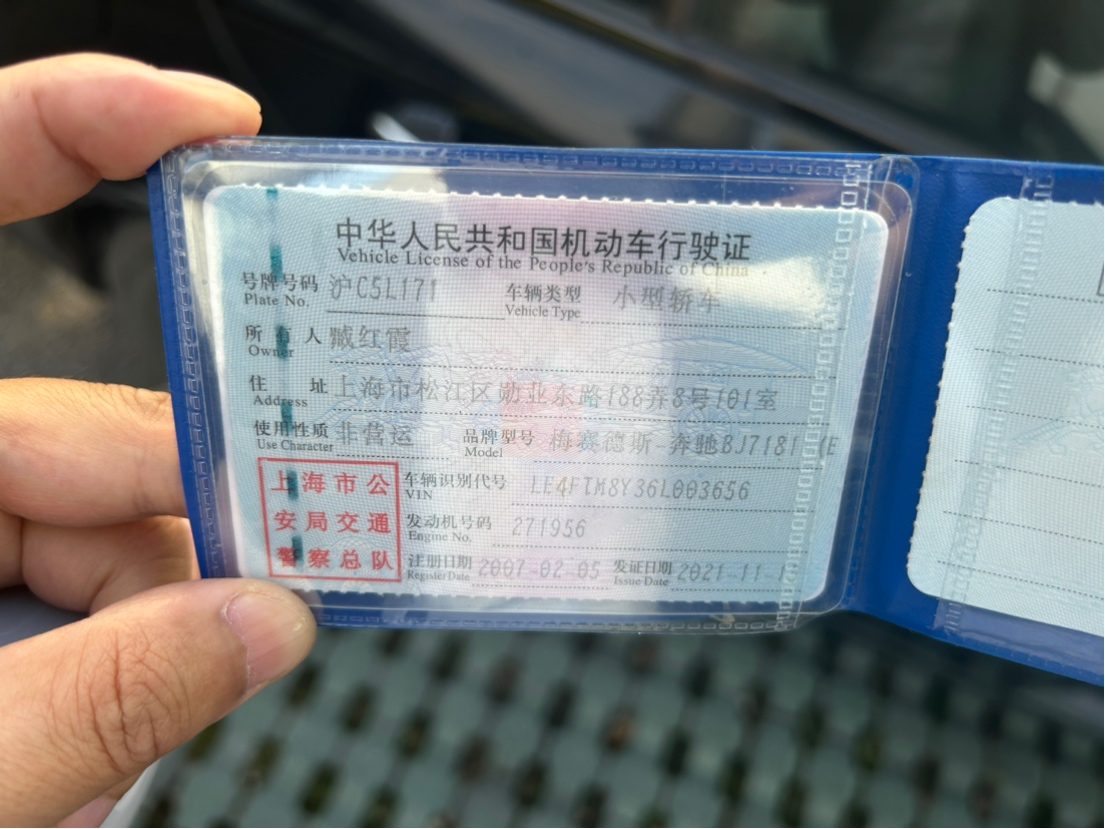 中华人民共和国机动车行驶证
Vehicle License of the People's Republic of China
号牌号码 沪C5L171 车辆类型 小型轿车
Plate No. Vehicle Type
所有人 臧红霞
Owner
住址 上海市松江区勋业东路188弄8号101室
Address
使用性质 非营运 品牌型号 梅赛德斯-奔驰BJ7181 (E
Use Character Model
上海市公
安局交通
警察总队
车辆识别代号 LE4FTM8Y36L003656
VIN
发动机号码 271956
Engine No.
注册日期 2007-02-05 发证日期 2021-11-1
Register Date Issue Date